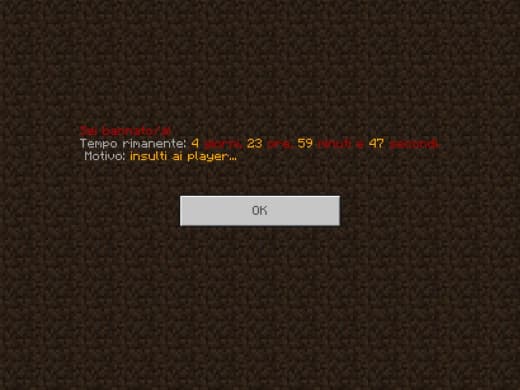 Sei bannato/a!
Tempo rimanente: 4 giorni, 23 ore, 59 minuti e 47 secondi.
Motivo: insulti ai player...
OK